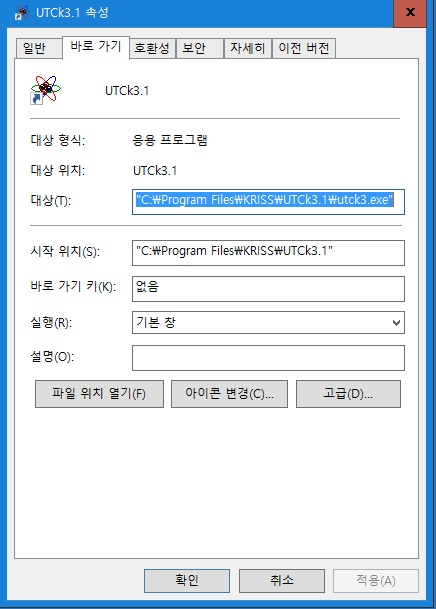 UTCk3.1 속성
일반 바로 가기 호환성 보안 자세히 이전 버전
UTCk3.1
대상 형식: 응용 프로그램
대상 위치: UTCk3.1
대상(T): "C:₩Program Files₩KRISS₩UTCk3.1₩utck3.exe"
시작 위치(S): "C:₩Program Files₩KRISS₩UTCk3.1"
바로 가기 키(K): 없음
실행(R): 기본 창
설명(O):
파일 위치 열기(F) 아이콘 변경(C)... 고급(D)...
확인 취소 적용(A)